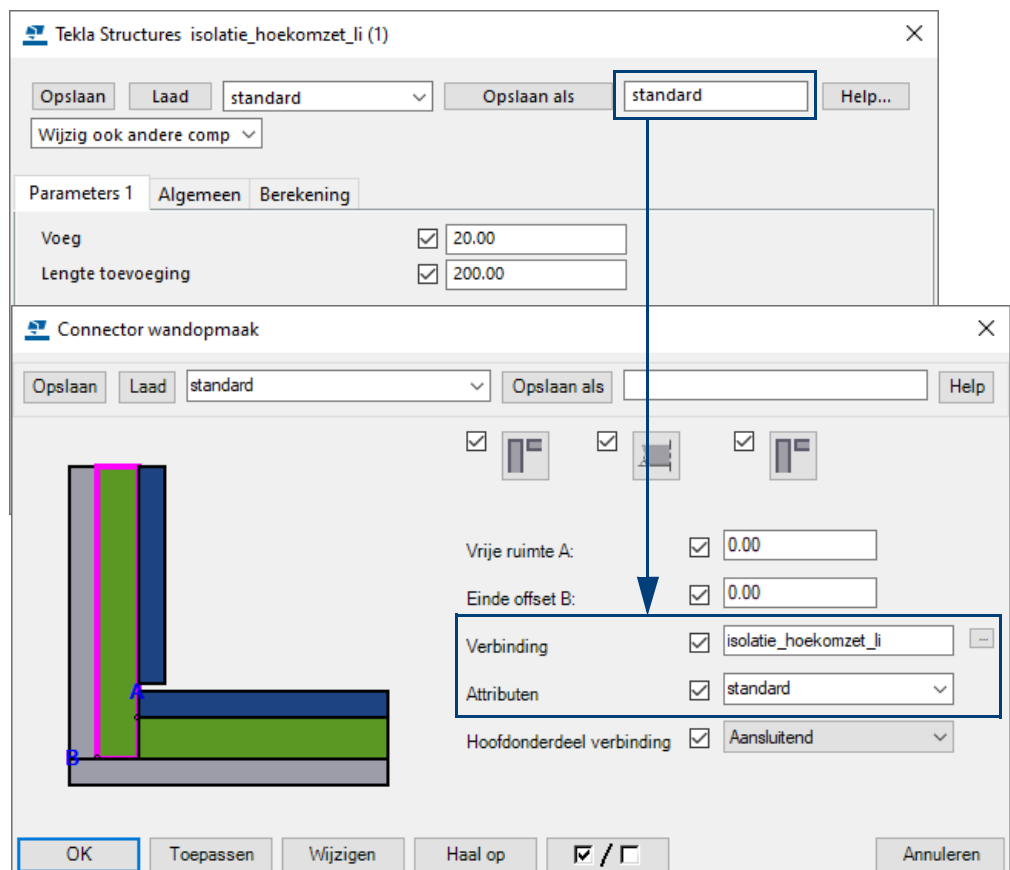 Tekla Structures isolatie_hoekomzet_li (1)
Opslaan Laad standard Opslaan als standard Help...
Wijzig ook andere comp
Parameters 1 Algemeen Berekening
Voeg 20.00
Lengte toevoeging 200.00
Connector wandopmaak
Opslaan Laad standard Opslaan als Help
Vrije ruimte A: 0.00
Einde offset B: 0.00
Verbinding isolatie_hoekomzet_li ...
A
Attributen standard
B
Hoofdonderdeel verbinding Aansluitend
OK Toepassen Wijzigen Haal op / Annuleren